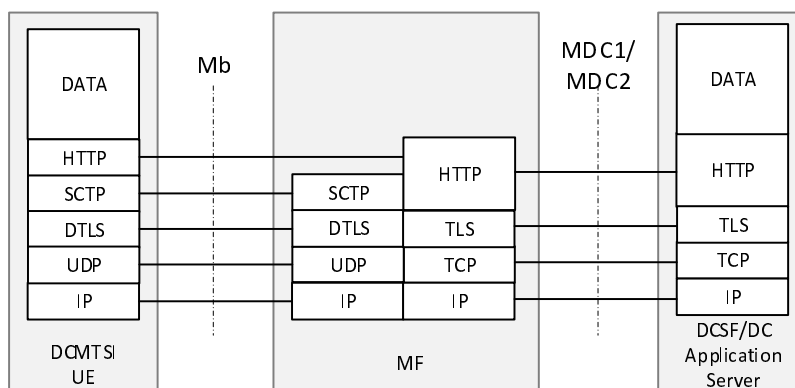 DATA
HTTP
SCTP
DTLS
UDP
IP
DCMTSI
UE
Mb
SCTP
DTLS
UDP
IP
HTTP
TLS
TCP
IP
MF
MDC1/
MDC2
DATA
HTTP
TLS
TCP
IP
DCSF/DC
Application
Server